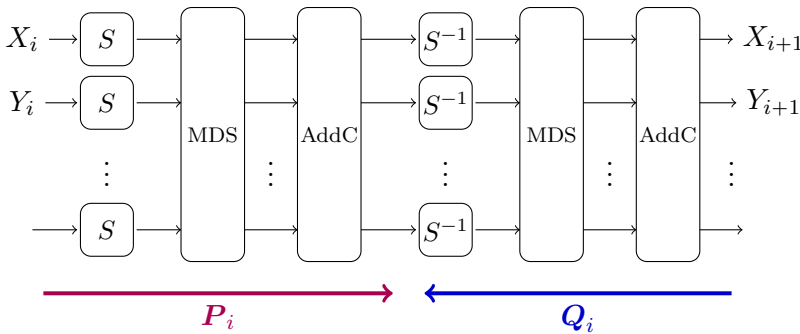 X_i S S^{-1} X_{i+1}
Y_i S S^{-1} Y_{i+1}
MDS AddC MDS AddC
⋮ ⋮ ⋮ ⋮ ⋮
S S^{-1}
P_i Q_i